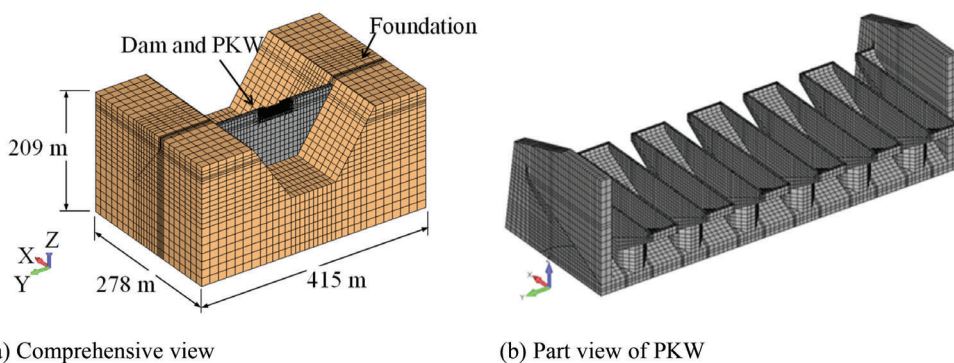 Foundation
Dam and PKW
209 m
Z
X
Y
278 m
415 m
) Comprehensive view
(b) Part view of PKW